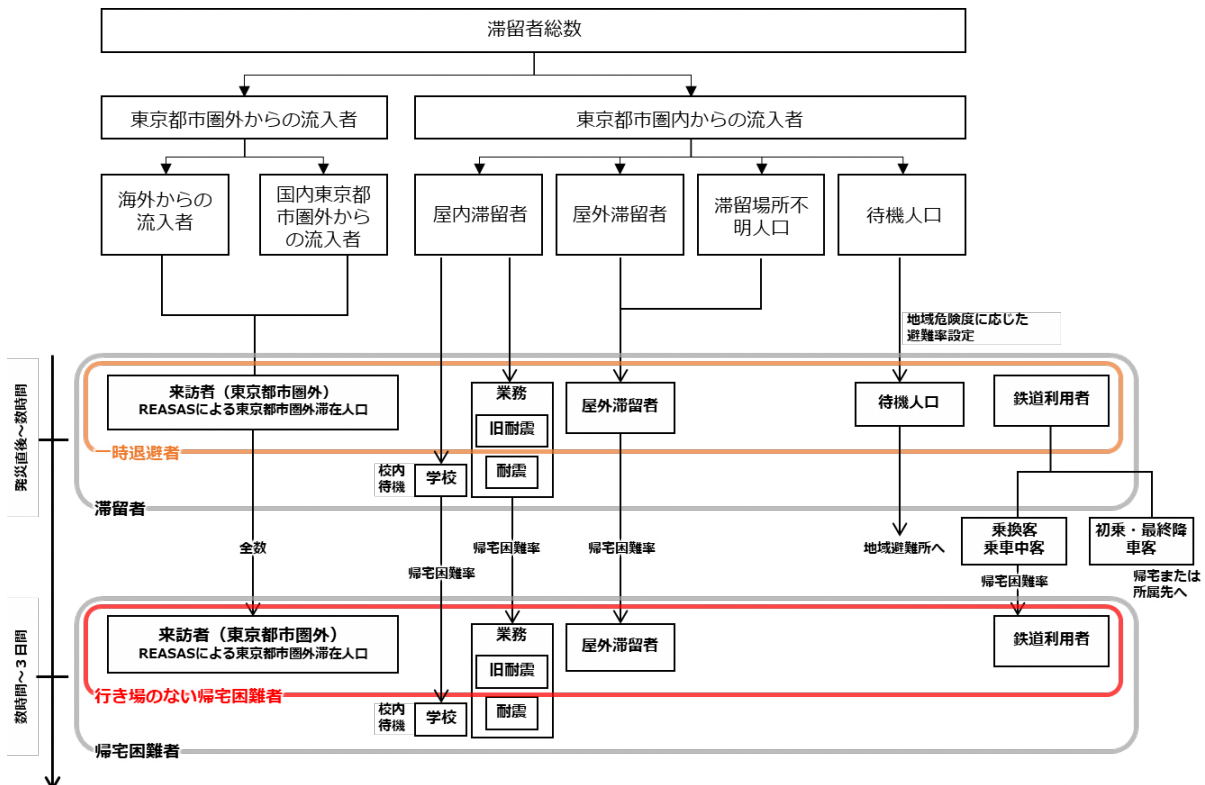 滞留者総数
東京都市圏外からの流入者
東京都市圏内からの流入者
海外からの
流入者
国内東京都
市圏外から
の流入者
屋内滞留者
屋外滞留者
滞留場所不
明人口
待機人口
地域危険度に応じた
避難率設定
発災直後～数時間
来訪者（東京都市圏外）
REASASによる東京都市圏外滞在人口
業務
旧耐震
耐震
屋外滞留者
待機人口
鉄道利用者
一時退避者
校内
待機
学校
滞留者
乗換客
乗車中客
初乗・最終降
車客
全数
帰宅困難率
帰宅困難率
帰宅困難率
地域避難所へ
帰宅困難率
帰宅または
所属先へ
数時間～３日間
来訪者（東京都市圏外）
REASASによる東京都市圏外滞在人口
業務
旧耐震
耐震
屋外滞留者
鉄道利用者
行き場のない帰宅困難者
校内
待機
学校
帰宅困難者